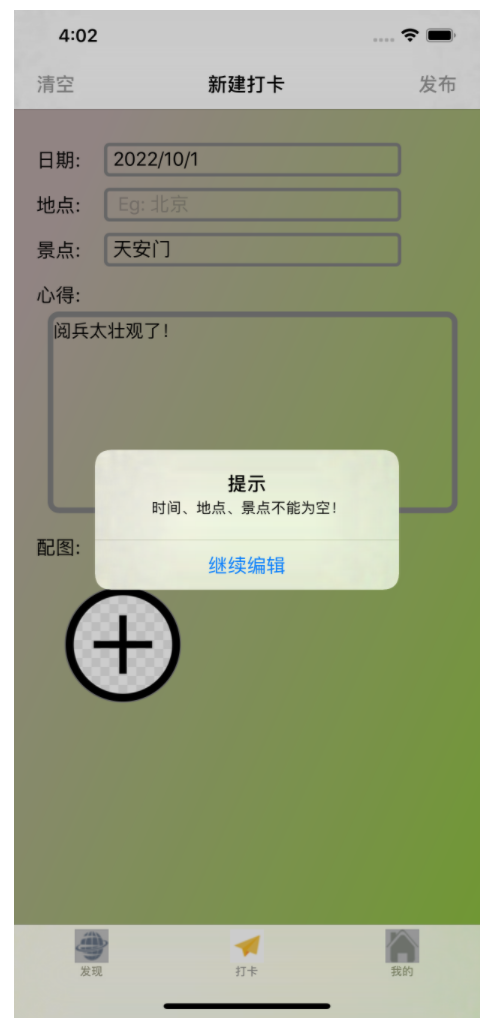 4:02
清空 新建打卡 发布
日期: 2022/10/1
地点: Eg: 北京
景点: 天安门
心得:
阅兵太壮观了！
提示
时间、地点、景点不能为空！
继续编辑
配图:
发现 打卡 我的